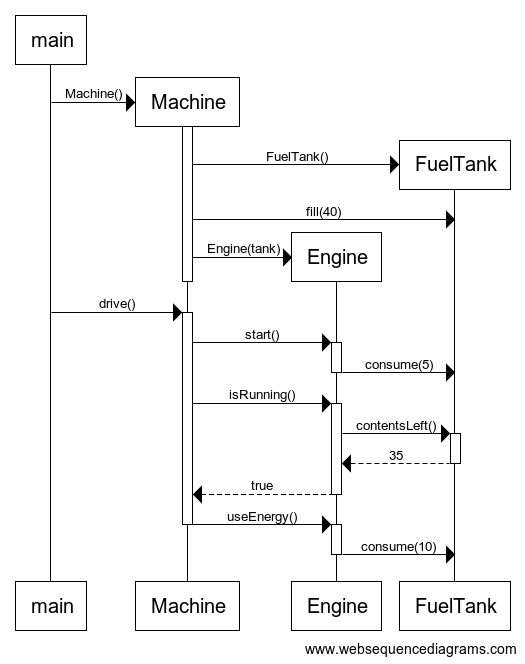 main
Machine()
Machine
FuelTank()
FuelTank
fill(40)
Engine(tank)
Engine
drive()
start()
consume(5)
isRunning()
contentsLeft()
35
true
useEnergy()
consume(10)
main
Machine
Engine
FuelTank
www.websequencediagrams.com